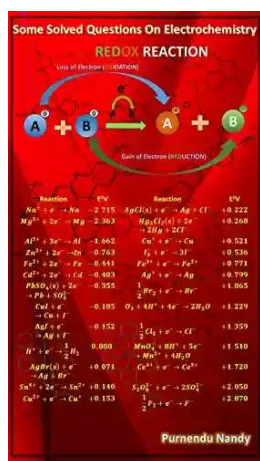 Some Solved Questions On Electrochemistry
REDOX REACTION
Loss of Electron (OXIDATION)
e⁻
A + B → A + B
Gain of Electron (REDUCTION)
Reaction E⁰V Reaction E⁰V
Na⁺ + e⁻ → Na -2.715 AgCl(s) + e⁻ → Ag + Cl⁻ +0.222
Mg²⁺ + 2e⁻ → Mg -2.363 Hg₂Cl₂(s) + 2e⁻ +0.268
→ 2Hg + 2Cl⁻
Al³⁺ + 3e⁻ → Al -1.662 Cu⁺ + e⁻ → Cu +0.521
Zn²⁺ + 2e⁻ → Zn -0.763 + 2e⁻ → 3I⁻ +0.536
Fe²⁺ + 2e⁻ → Fe -0.441 Fe³⁺ + e⁻ → Fe²⁺ +0.771
Cd²⁺ + 2e⁻ → Cd -0.403 Ag⁺ + e⁻ → Ag +0.799
PbSO₄(s) + 2e⁻ -0.355 ½Br₂ + e⁻ → Br⁻ +1.065
→ Pb + SO₄²⁻
CuI + e⁻ -0.185 O₂ + 4H⁺ + 4e⁻ → 2H₂O +1.229
→ Cu + I⁻
AgI + e⁻ -0.152 ½Cl₂ + e⁻ → Cl⁻ +1.359
→ Ag + I⁻
H⁺ + e⁻ → ½H₂ 0.000 MnO₄⁻ + 8H⁺ + 5e⁻ +1.510
→ Mn²⁺ + 4H₂O
AgBr(s) + e⁻ +0.071 Ce⁴⁺ + e⁻ → Ce³⁺ +1.720
→ Ag + Br⁻
Sn⁴⁺ + 2e⁻ → Sn²⁺ +0.140 S₂O₈²⁻ + 2e⁻ → 2SO₄²⁻ +2.050
Cu²⁺ + e⁻ → Cu⁺ +0.153 ½F₂ + e⁻ → F⁻ +2.870
Purnendu Nandy